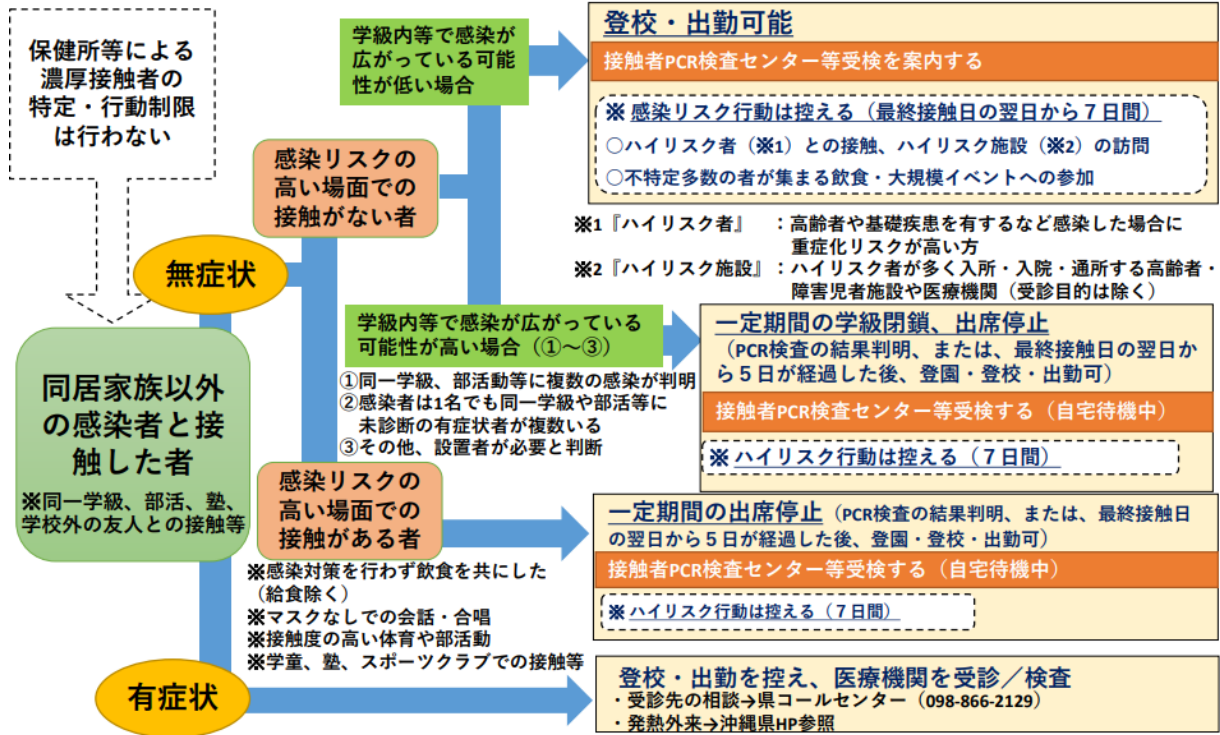 保健所等による
濃厚接触者の
特定・行動制限
は行わない
同居家族以外
の感染者と接
触した者
※同一学級、部活、塾、
学校外の友人との接触等
無症状
有症状
感染リスクの
高い場面での
接触がない者
学級内等で感染が
広がっている可能
性が低い場合
登校・出勤可能
接触者PCR検査センター等受検を案内する
※ 感染リスク行動は控える（最終接触日の翌日から７日間）
○ハイリスク者（※1）との接触、ハイリスク施設（※2）の訪問
○不特定多数の者が集まる飲食・大規模イベントへの参加
※1『ハイリスク者』　：高齢者や基礎疾患を有するなど感染した場合に
重症化リスクが高い方
※2『ハイリスク施設』：ハイリスク者が多く入所・入院・通所する高齢者・
障害児者施設や医療機関（受診目的は除く）
学級内等で感染が広がっている
可能性が高い場合（①～③）
①同一学級、部活動等に複数の感染が判明
②感染者は1名でも同一学級や部活等に
未診断の有症状者が複数いる
③その他、設置者が必要と判断
一定期間の学級閉鎖、出席停止
（PCR検査の結果判明、または、最終接触日の翌日か
ら５日が経過した後、登園・登校・出勤可）
接触者PCR検査センター等受検する（自宅待機中）
※ ハイリスク行動は控える（７日間）
感染リスクの
高い場面での
接触がある者
※感染対策を行わず飲食を共にした
（給食除く）
※マスクなしでの会話・合唱
※接触度の高い体育や部活動
※学童、塾、スポーツクラブでの接触等
一定期間の出席停止（PCR検査の結果判明、または、最終接触日
の翌日から５日が経過した後、登園・登校・出勤可）
接触者PCR検査センター等受検する（自宅待機中）
※ ハイリスク行動は控える（７日間）
登校・出勤を控え、医療機関を受診／検査
・受診先の相談→県コールセンター（098-866-2129）
・発熱外来→沖縄県HP参照